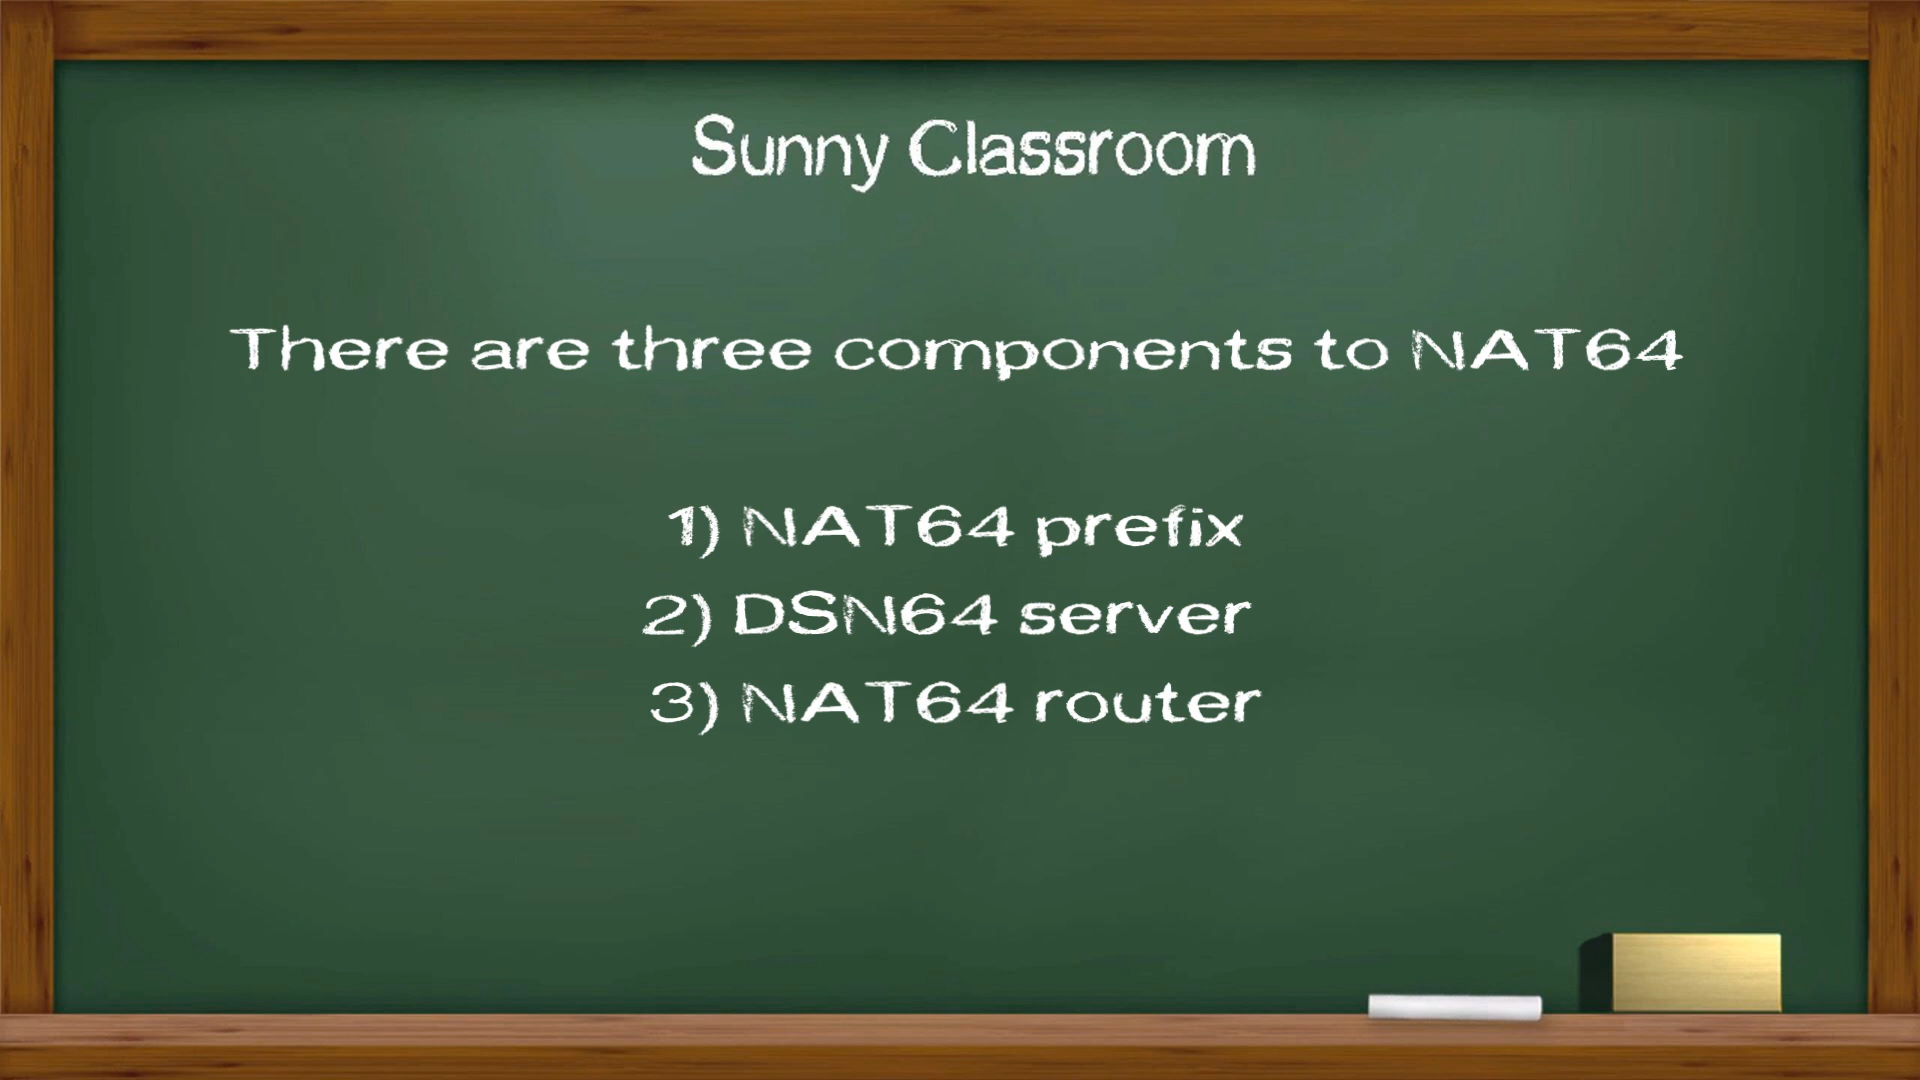 Sunny Classroom
There are three components to NAT64
1) NAT64 prefix
2) DSN64 server
3) NAT64 router